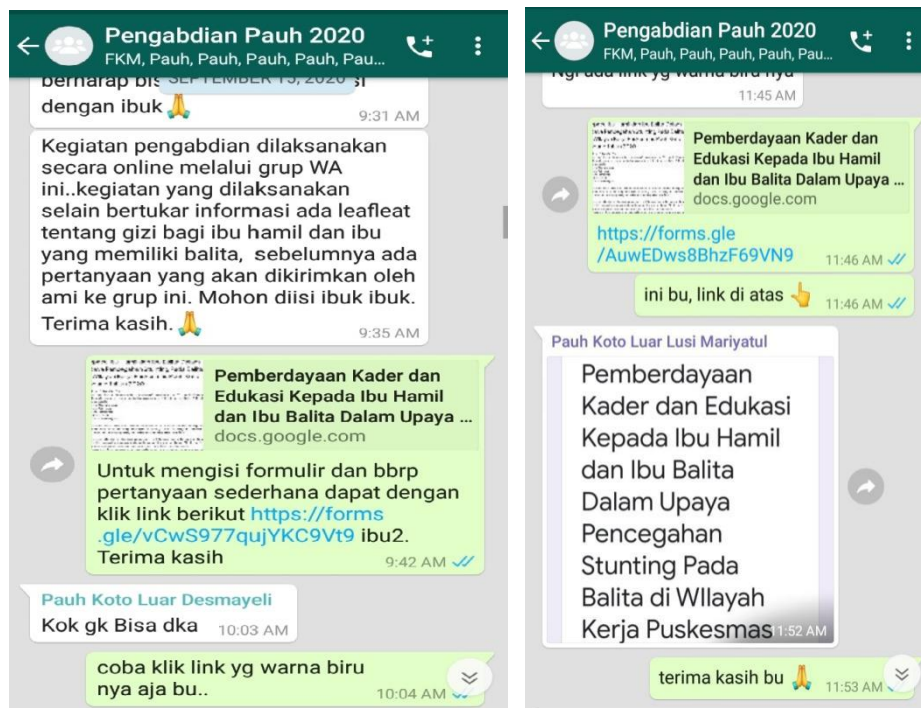 Pengabdian Pauh 2020
FKM, Pauh, Pauh, Pauh, Pauh, Pau...
berharap bis
SEPTEMBER 15, 2020
si
dengan ibuk 🙏
9:31 AM
Kegiatan pengabdian dilaksanakan
secara online melalui grup WA
ini..kegiatan yang dilaksanakan
selain bertukar informasi ada leafleat
tentang gizi bagi ibu hamil dan ibu
yang memiliki balita, sebelumnya ada
pertanyaan yang akan dikirimkan oleh
ami ke grup ini. Mohon diisi ibuk ibuk.
Terima kasih. 🙏
9:35 AM
Pemberdayaan Kader dan
Edukasi Kepada Ibu Hamil
dan Ibu Balita Dalam Upaya ...
docs.google.com
Untuk mengisi formulir dan bbrp
pertanyaan sederhana dapat dengan
klik link berikut https://forms
.gle/vCwS977qujYKC9Vt9 ibu2.
Terima kasih
9:42 AM
Pauh Koto Luar Desmayeli
Kok gk Bisa dka
10:03 AM
coba klik link yg warna biru
nya aja bu..
10:04 AM
Pengabdian Pauh 2020
FKM, Pauh, Pauh, Pauh, Pauh, Pau...
ada link yg warna biru nya
11:45 AM
Pemberdayaan Kader dan
Edukasi Kepada Ibu Hamil
dan Ibu Balita Dalam Upaya ...
docs.google.com
https://forms.gle
/AuwEDws8BhzF69VN9
11:46 AM
ini bu, link di atas 👆
11:46 AM
Pauh Koto Luar Lusi Mariyatul
Pemberdayaan
Kader dan Edukasi
Kepada Ibu Hamil
dan Ibu Balita
Dalam Upaya
Pencegahan
Stunting Pada
Balita di WIlayah
Kerja Puskesmas
11:52 AM
terima kasih bu 🙏
11:53 AM